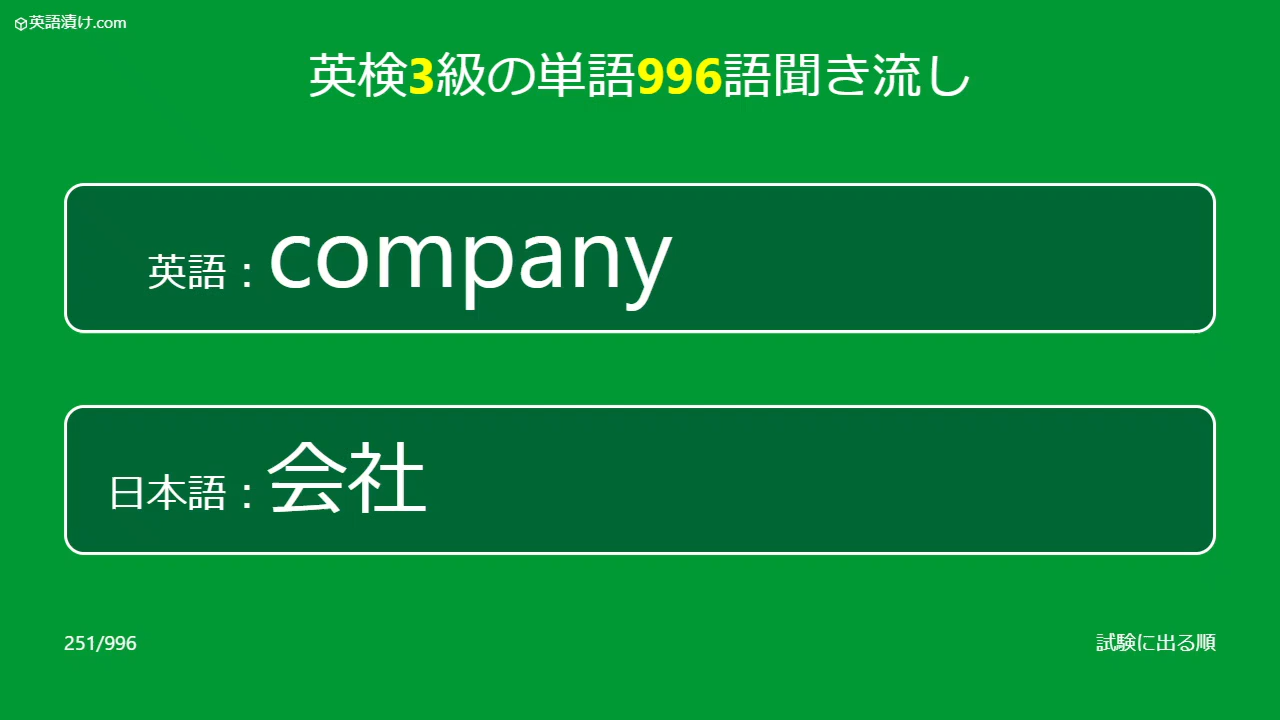 英語漬け.com
英検3級の単語996語聞き流し
英語：company
日本語：会社
251/996
試験に出る順